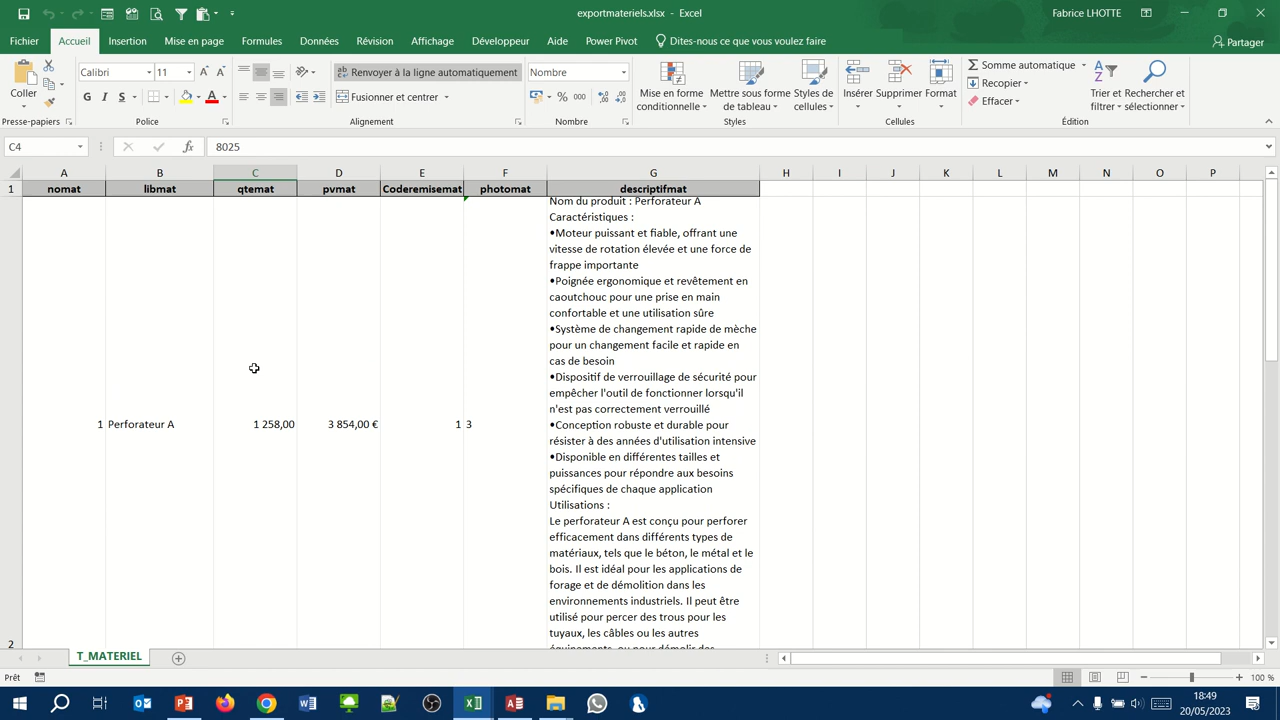 exportmateriels.xlsx - Excel
Fabrice LHOTTE
Fichier Accueil Insertion Mise en page Formules Données Révision Affichage Développeur Aide Power Pivot Dites-nous ce que vous voulez faire Partager
Coller
Presse-papiers
Calibri 11
G I S
Police
Renvoyer à la ligne automatiquement
Fusionner et centrer
Alignement
Nombre
% 000
Nombre
Mise en forme conditionnelle
Mettre sous forme de tableau
Styles de cellules
Styles
Insérer Supprimer Format
Cellules
Somme automatique
Recopier
Effacer
Trier et filtrer
Rechercher et sélectionner
Édition
C4 fx 8025
A B C D E F G H I J K L M N O P
1 nomat libmat qtemat pvmat Coderemisemat photomat descriptifmat
Nom du produit : Perforateur A
Caractéristiques :
•Moteur puissant et fiable, offrant une
vitesse de rotation élevée et une force de
frappe importante
•Poignée ergonomique et revêtement en
caoutchouc pour une prise en main
confortable et une utilisation sûre
•Système de changement rapide de mèche
pour un changement facile et rapide en
cas de besoin
•Dispositif de verrouillage de sécurité pour
empêcher l'outil de fonctionner lorsqu'il
n'est pas correctement verrouillé
1 Perforateur A 1 258,00 3 854,00 € 1 3
•Conception robuste et durable pour
résister à des années d'utilisation intensive
•Disponible en différentes tailles et
puissances pour répondre aux besoins
spécifiques de chaque application
Utilisations :
Le perforateur A est conçu pour perforer
efficacement dans différents types de
matériaux, tels que le béton, le métal et le
bois. Il est idéal pour les applications de
forage et de démolition dans les
environnements industriels. Il peut être
utilisé pour percer des trous pour les
tuyaux, les câbles ou les autres
équipements, ou pour démolir des
2
T_MATERIEL
Prêt
100 %
18:49
20/05/2023